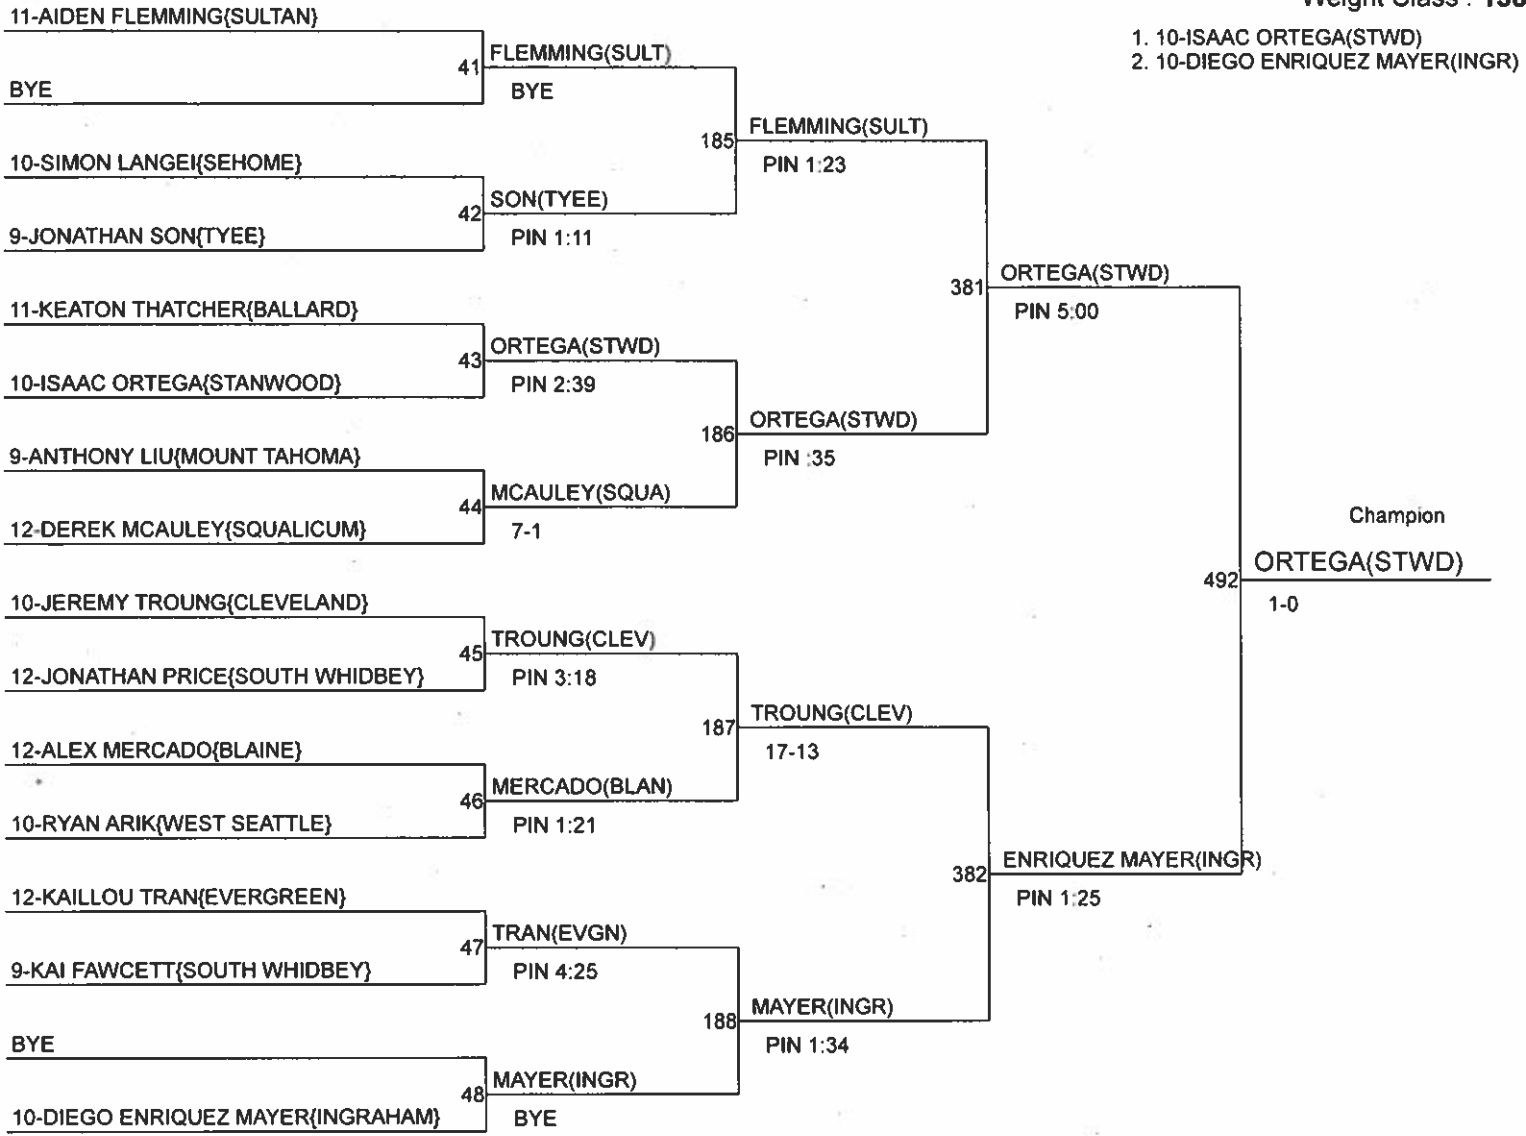 Weight Class :
1. 10-ISAAC ORTEGA(STWD)
2. 10-DIEGO ENRIQUEZ MAYER(INGR)
11-AIDEN FLEMMING{SULTAN}
41 FLEMMING(SULT)
BYE
BYE
185 FLEMMING(SULT)
PIN 1:23
10-SIMON LANGEI{SEHOME}
42 SON(TYEE)
9-JONATHAN SON{TYEE}
PIN 1:11
381 ORTEGA(STWD)
PIN 5:00
11-KEATON THATCHER{BALLARD}
43 ORTEGA(STWD)
10-ISAAC ORTEGA{STANWOOD}
PIN 2:39
186 ORTEGA(STWD)
PIN :35
9-ANTHONY LIU{MOUNT TAHOMA}
44 MCAULEY(SQUA)
12-DEREK MCAULEY{SQUALICUM}
7-1
Champion
492 ORTEGA(STWD)
1-0
10-JEREMY TROUNG{CLEVELAND}
45 TROUNG(CLEV)
12-JONATHAN PRICE{SOUTH WHIDBEY}
PIN 3:18
187 TROUNG(CLEV)
17-13
12-ALEX MERCADO{BLAINE}
46 MERCADO(BLAN)
10-RYAN ARIK{WEST SEATTLE}
PIN 1:21
382 ENRIQUEZ MAYER(INGR)
PIN 1:25
12-KAILLOU TRAN{EVERGREEN}
47 TRAN(EVGN)
9-KAI FAWCETT{SOUTH WHIDBEY}
PIN 4:25
188 MAYER(INGR)
PIN 1:34
BYE
48 MAYER(INGR)
10-DIEGO ENRIQUEZ MAYER{INGRAHAM}
BYE